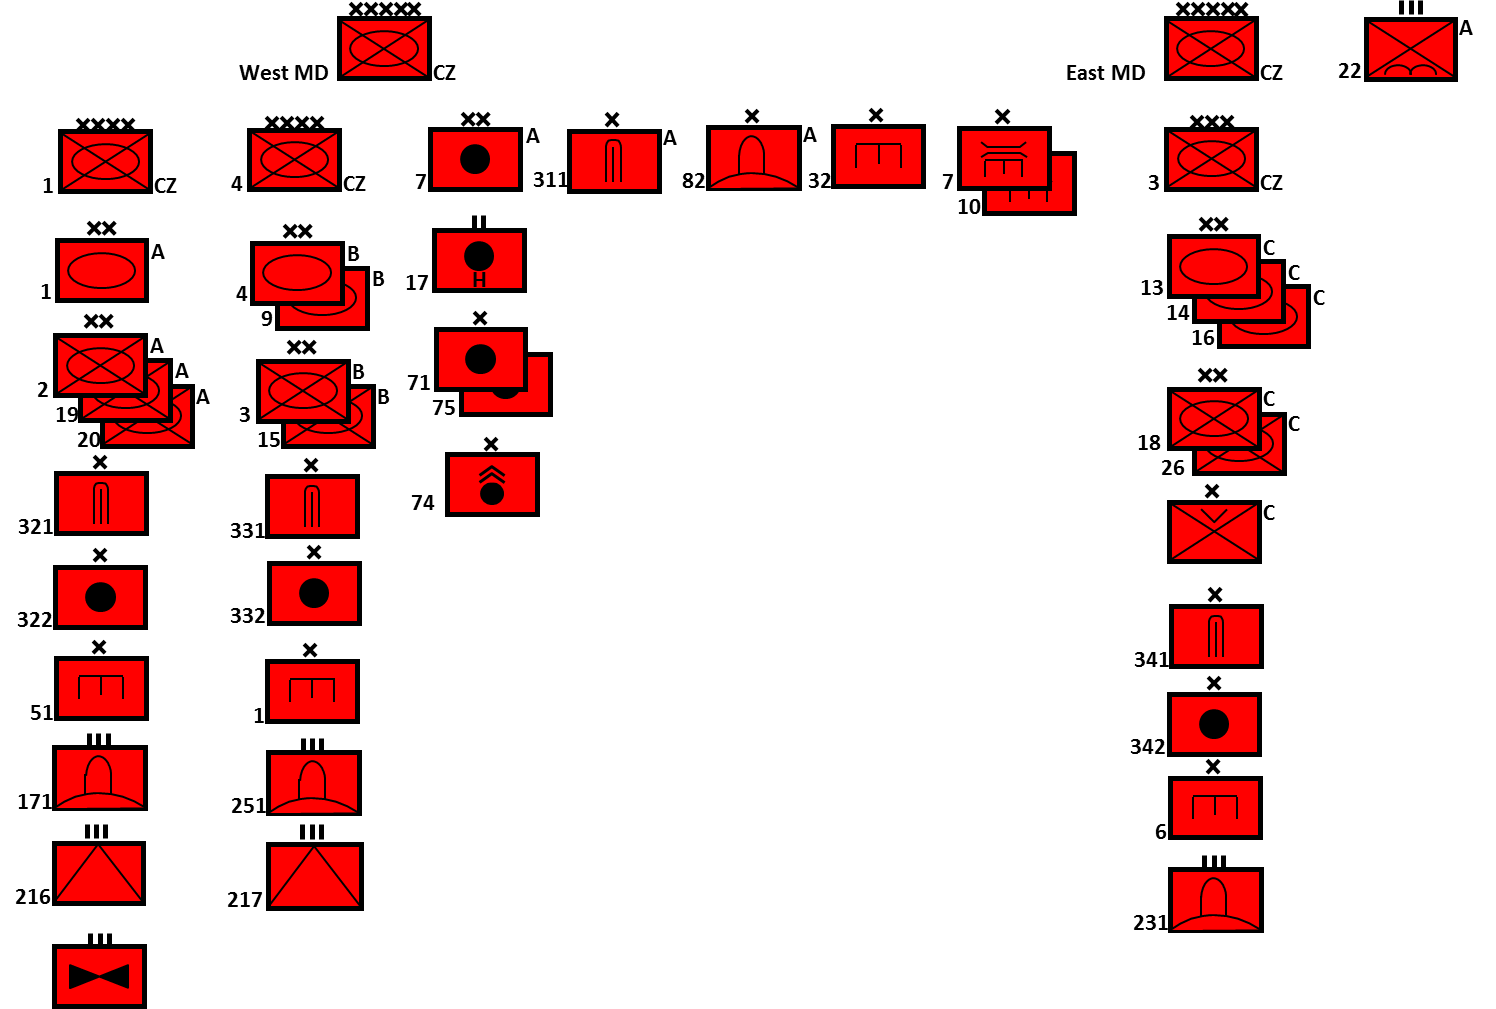 West MD CZ
East MD CZ
22 A
1 CZ
4 CZ
7 A
311 A
82 A
32
7
10
3 CZ
1 A
4 B
9 B
17 H
13 C
14 C
16 C
2 A
19 A
20 A
3 B
15 B
71
75
18 C
26 C
321
331
74
C
322
332
341
51
1
342
171
251
6
216
217
231